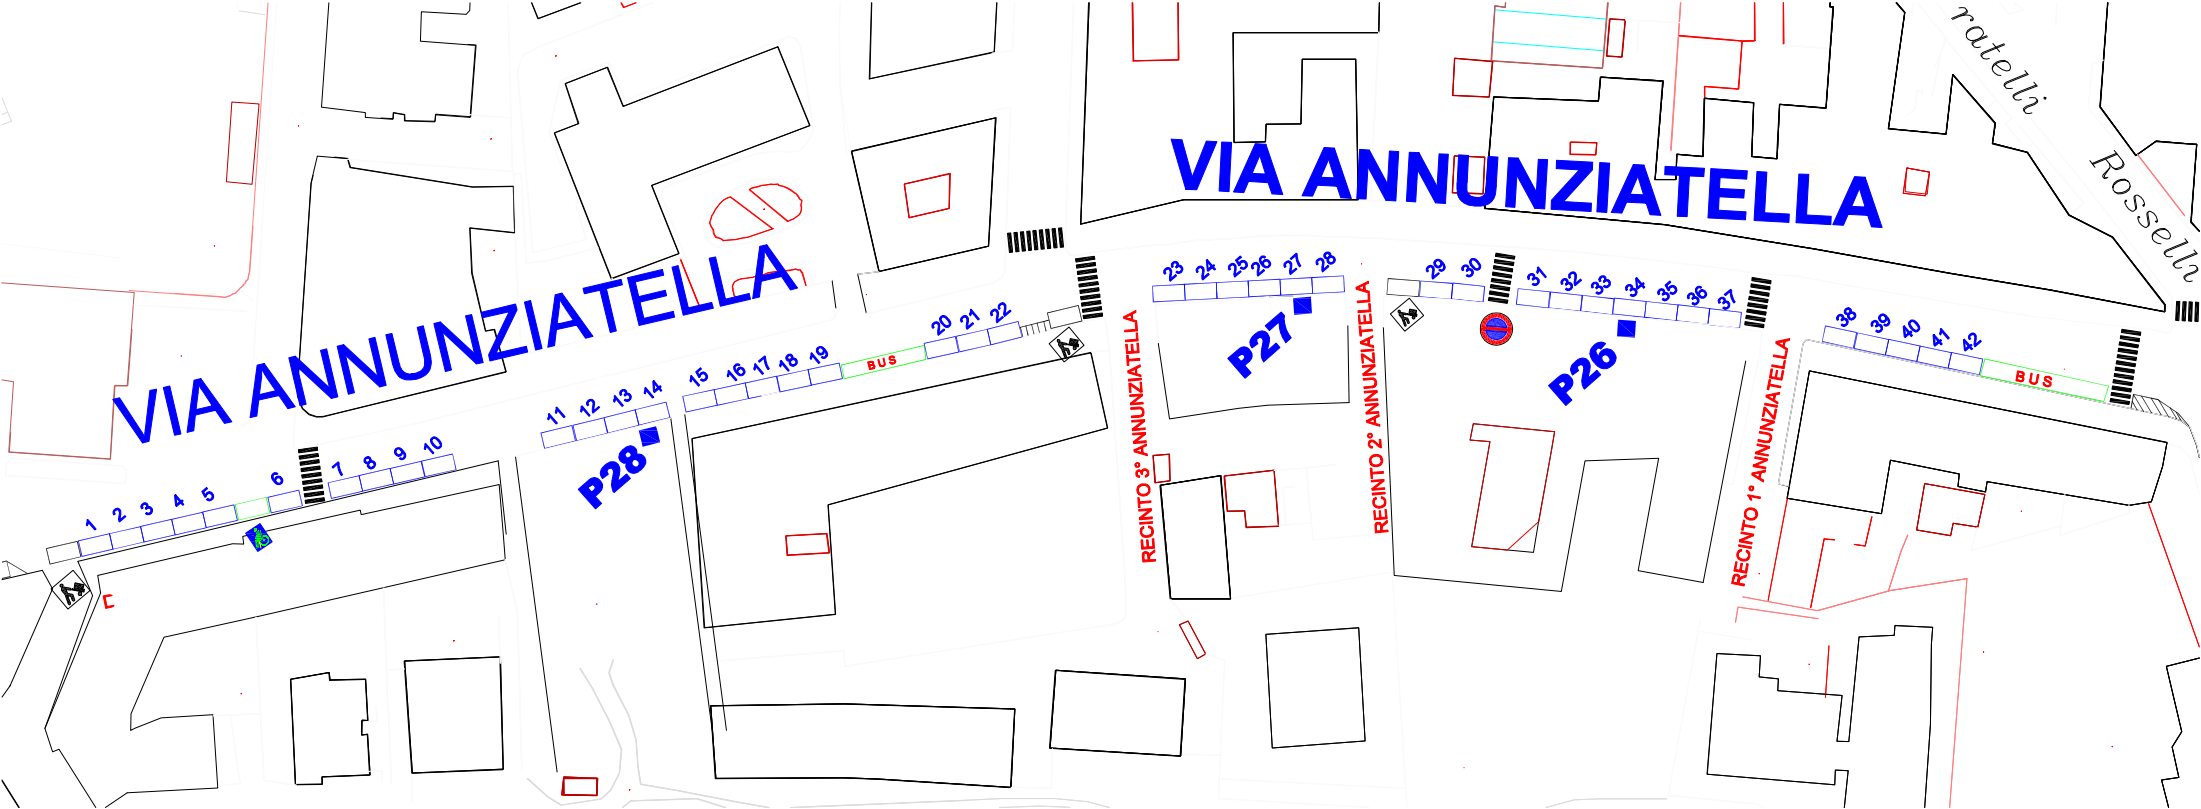 ratelli
Rosselli
VIA ANNUNZIATELLA
VIA ANNUNZIATELLA
1 2 3 4 5 6 7 8 9 10
11 12 13 14
15 16 17 18 19
BUS
20 21 22
23 24 25 26 27 28
29 30
31 32 33 34 35 36 37
38 39 40 41 42
BUS
P28
P27
P26
RECINTO 3° ANNUNZIATELLA
RECINTO 2° ANNUNZIATELLA
RECINTO 1° ANNUNZIATELLA